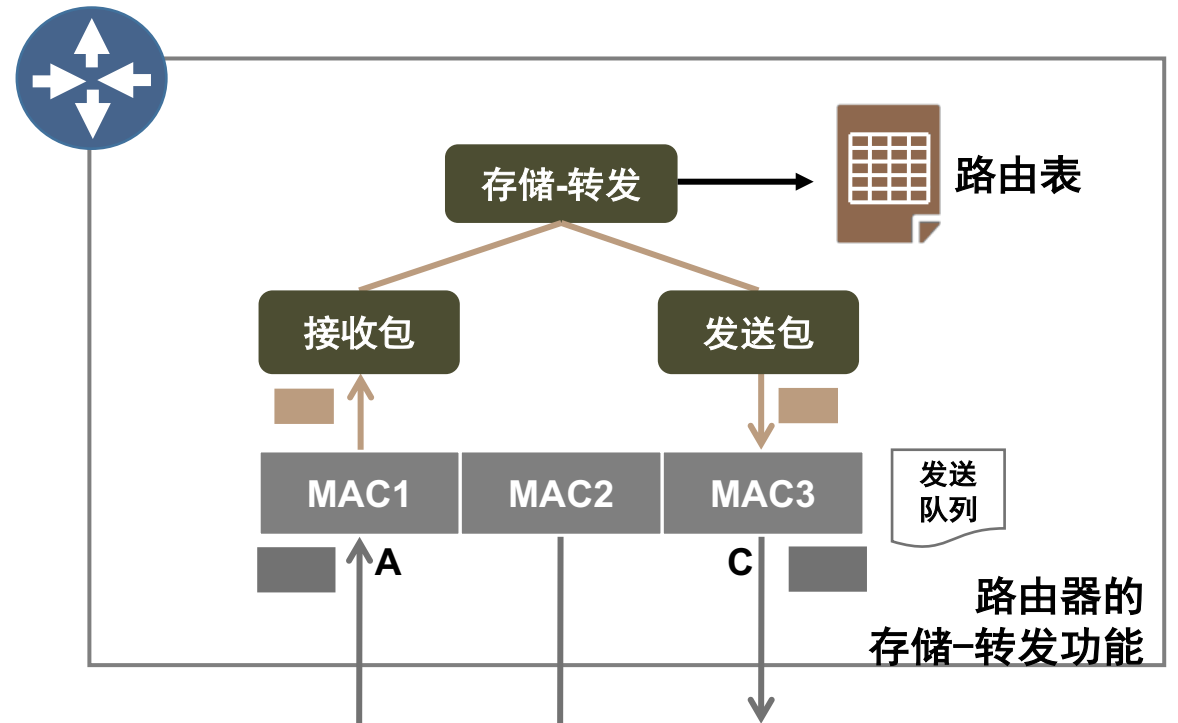 存储-转发
路由表
接收包
发送包
MAC1
MAC2
MAC3
发送
队列
A
C
路由器的
存储-转发功能